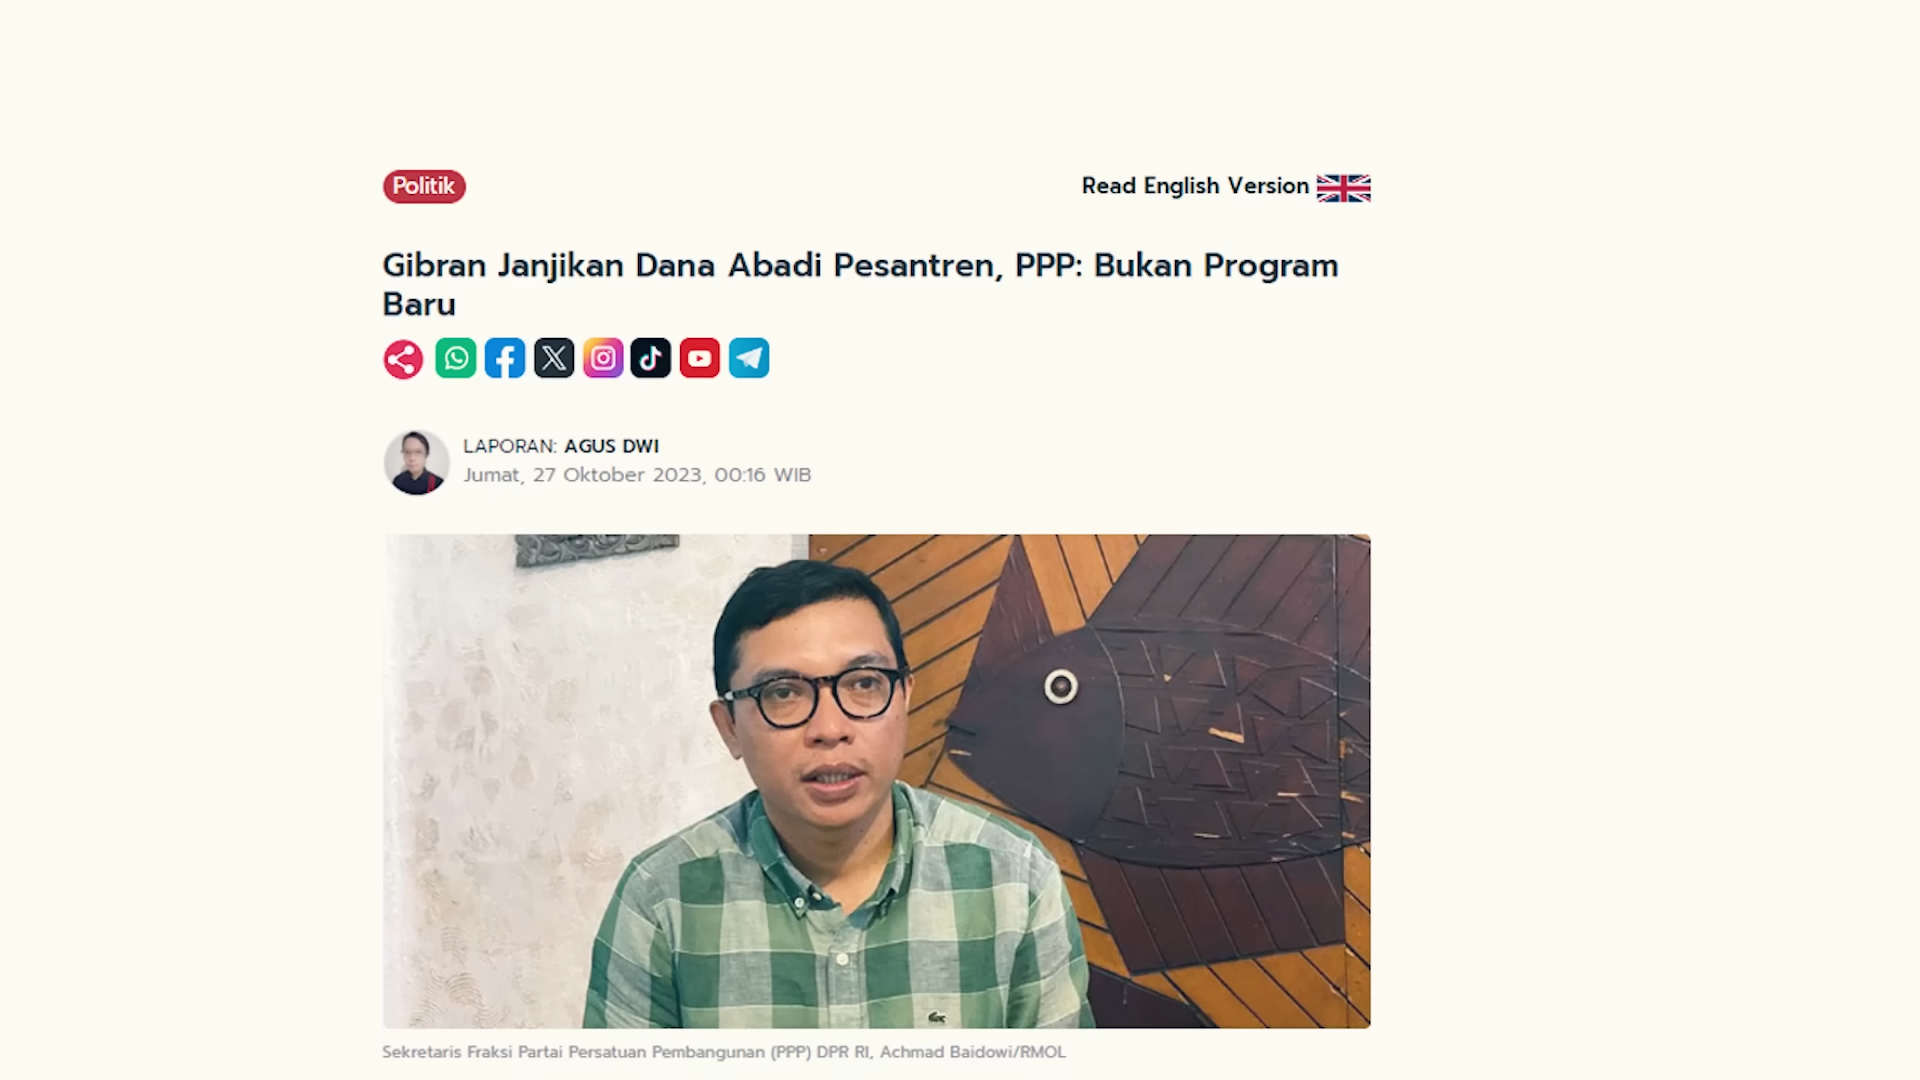 Politik
Read English Version
Gibran Janjikan Dana Abadi Pesantren, PPP: Bukan Program
Baru
LAPORAN: AGUS DWI
Jumat, 27 Oktober 2023, 00:16 WIB
Sekretaris Fraksi Partai Persatuan Pembangunan (PPP) DPR RI, Achmad Baidowi/RMOL